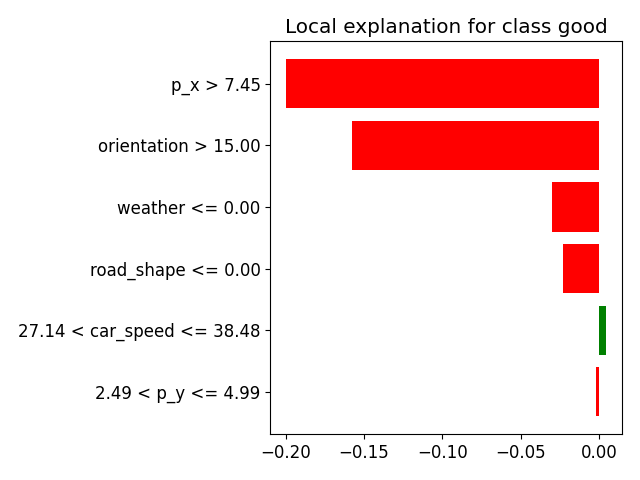 Local explanation for class good
p_x > 7.45
orientation > 15.00
weather <= 0.00
road_shape <= 0.00
27.14 < car_speed <= 38.48
2.49 < p_y <= 4.99
−0.20 −0.15 −0.10 −0.05 0.00